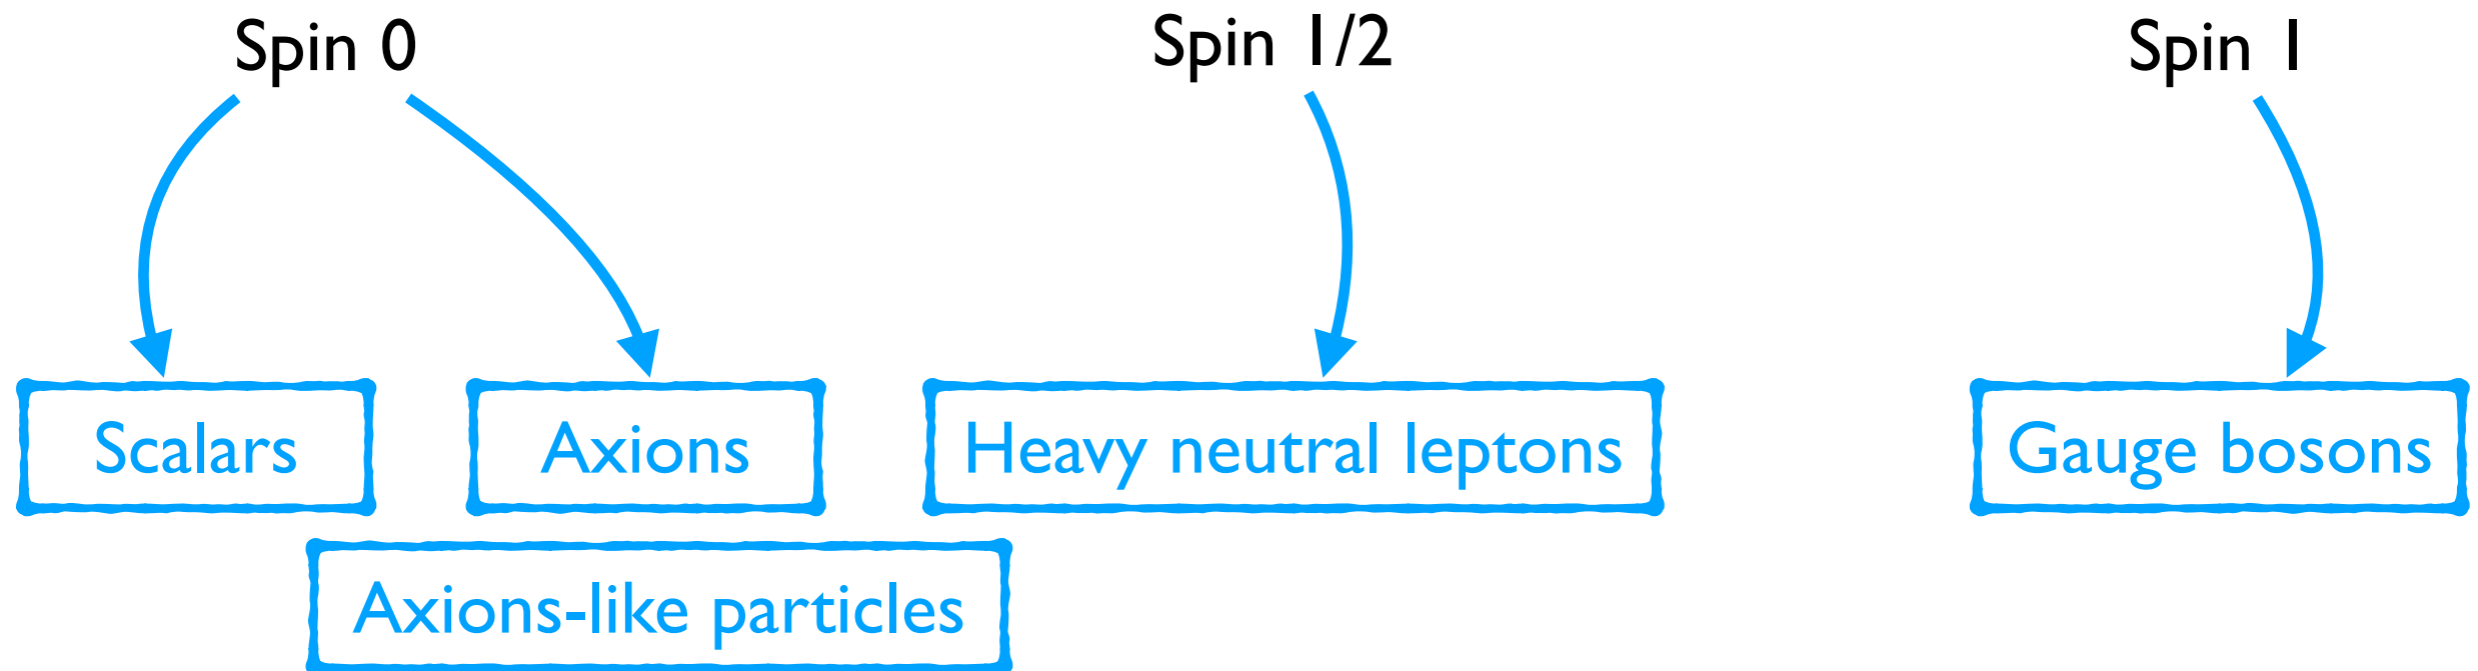 Spin 0
Spin 1/2
Spin 1
Scalars
Axions
Heavy neutral leptons
Gauge bosons
Axions-like particles